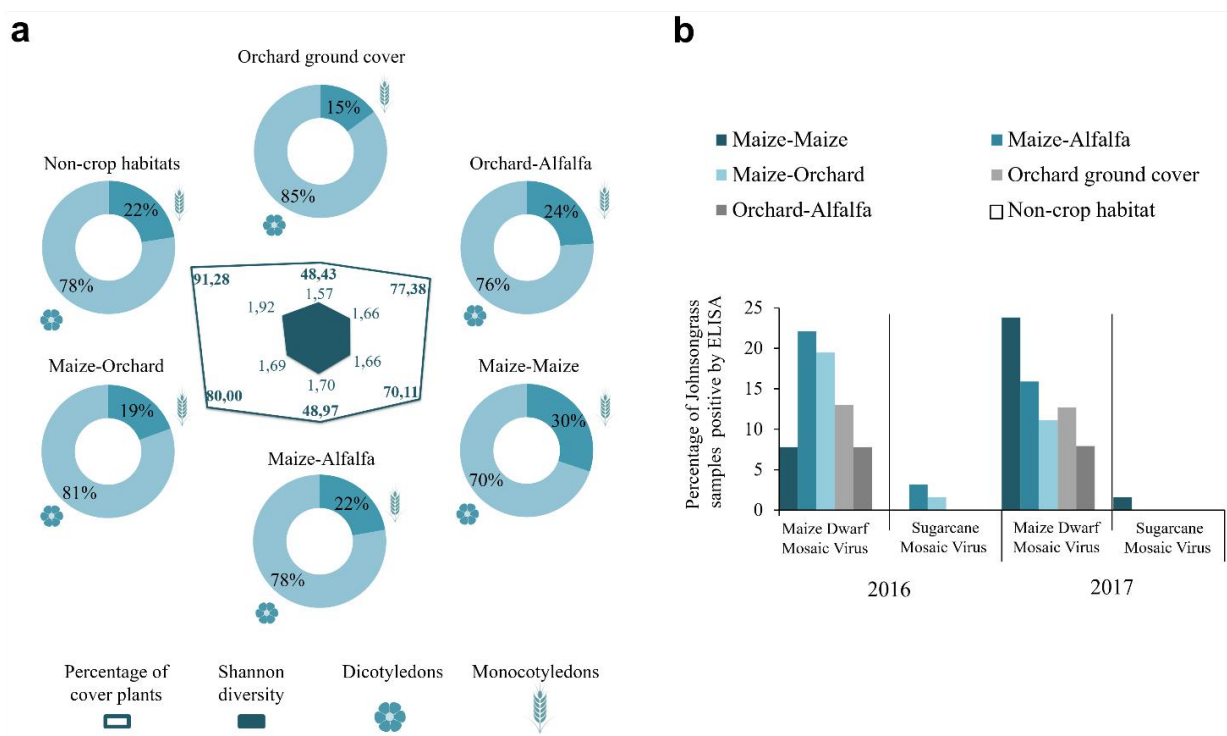 a
Orchard ground cover
15%
85%
Non-crop habitats
22%
78%
Orchard-Alfalfa
24%
76%
91,28
48,43
77,38
1,57
1,92
1,66
1,69
1,66
1,70
80,00
48,97
70,11
Maize-Orchard
19%
81%
Maize-Maize
30%
70%
Maize-Alfalfa
22%
78%
Percentage of
cover plants
Shannon
diversity
Dicotyledons
Monocotyledons
b
Maize-Maize
Maize-Alfalfa
Maize-Orchard
Orchard ground cover
Orchard-Alfalfa
Non-crop habitat
Percentage of Johnsongrass
samples positive by ELISA
25
20
15
10
5
0
Maize Dwarf
Mosaic Virus
Sugarcane
Mosaic Virus
Maize Dwarf
Mosaic Virus
Sugarcane
Mosaic Virus
2016
2017